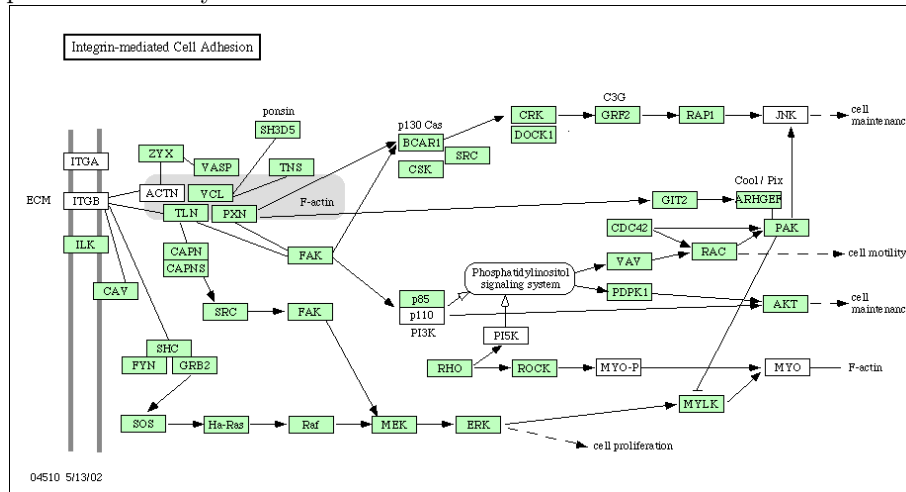 Integrin-mediated Cell Adhesion
C3G
ponsin
CRK
GRF2
RAP1
JNK
cell
maintenanc
p130 Cas
SH3D5
DOCK1
BCAR1
ZYX
SRC
ITGA
VASP
TNS
CSK
Cool / Pix
ACTN
VCL
ECM
ITGB
F-actin
GIT2
ARHGEF
TLN
PXN
CDC42
PAK
ILK
CAPN
FAK
RAC
cell motility
CAPNS
VAV
Phosphatidylinositol
signaling system
CAV
p85
PDPK1
AKT
cell
maintenanc
SRC
FAK
p110
PI3K
PI5K
SHC
FYN
GRB2
RHO
ROCK
MYO-P
MYO
F-actin
MYLK
SOS
Ha-Ras
Raf
MEK
ERK
cell proliferation
04510 5/13/02